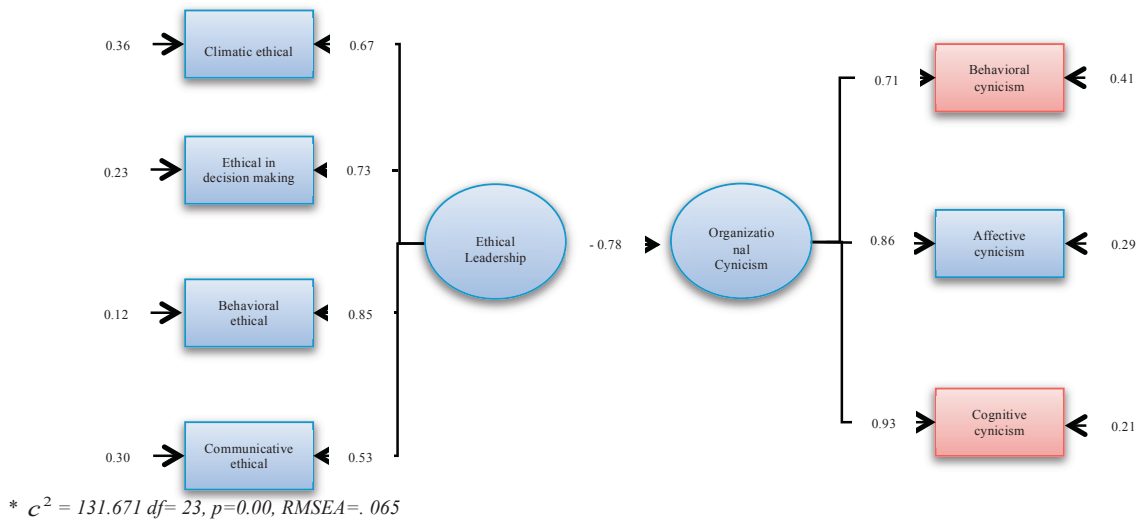 0.36
Climatic ethical
0.67
0.23
Ethical in
decision making
0.73
0.12
Behavioral
ethical
0.85
0.30
Communicative
ethical
0.53
Ethical
Leadership
- 0.78
Organizatio
nal
Cynicism
0.71
Behavioral
cynicism
0.41
0.86
Affective
cynicism
0.29
0.93
Cognitive
cynicism
0.21
* c² = 131.671 df= 23, p=0.00, RMSEA=. 065